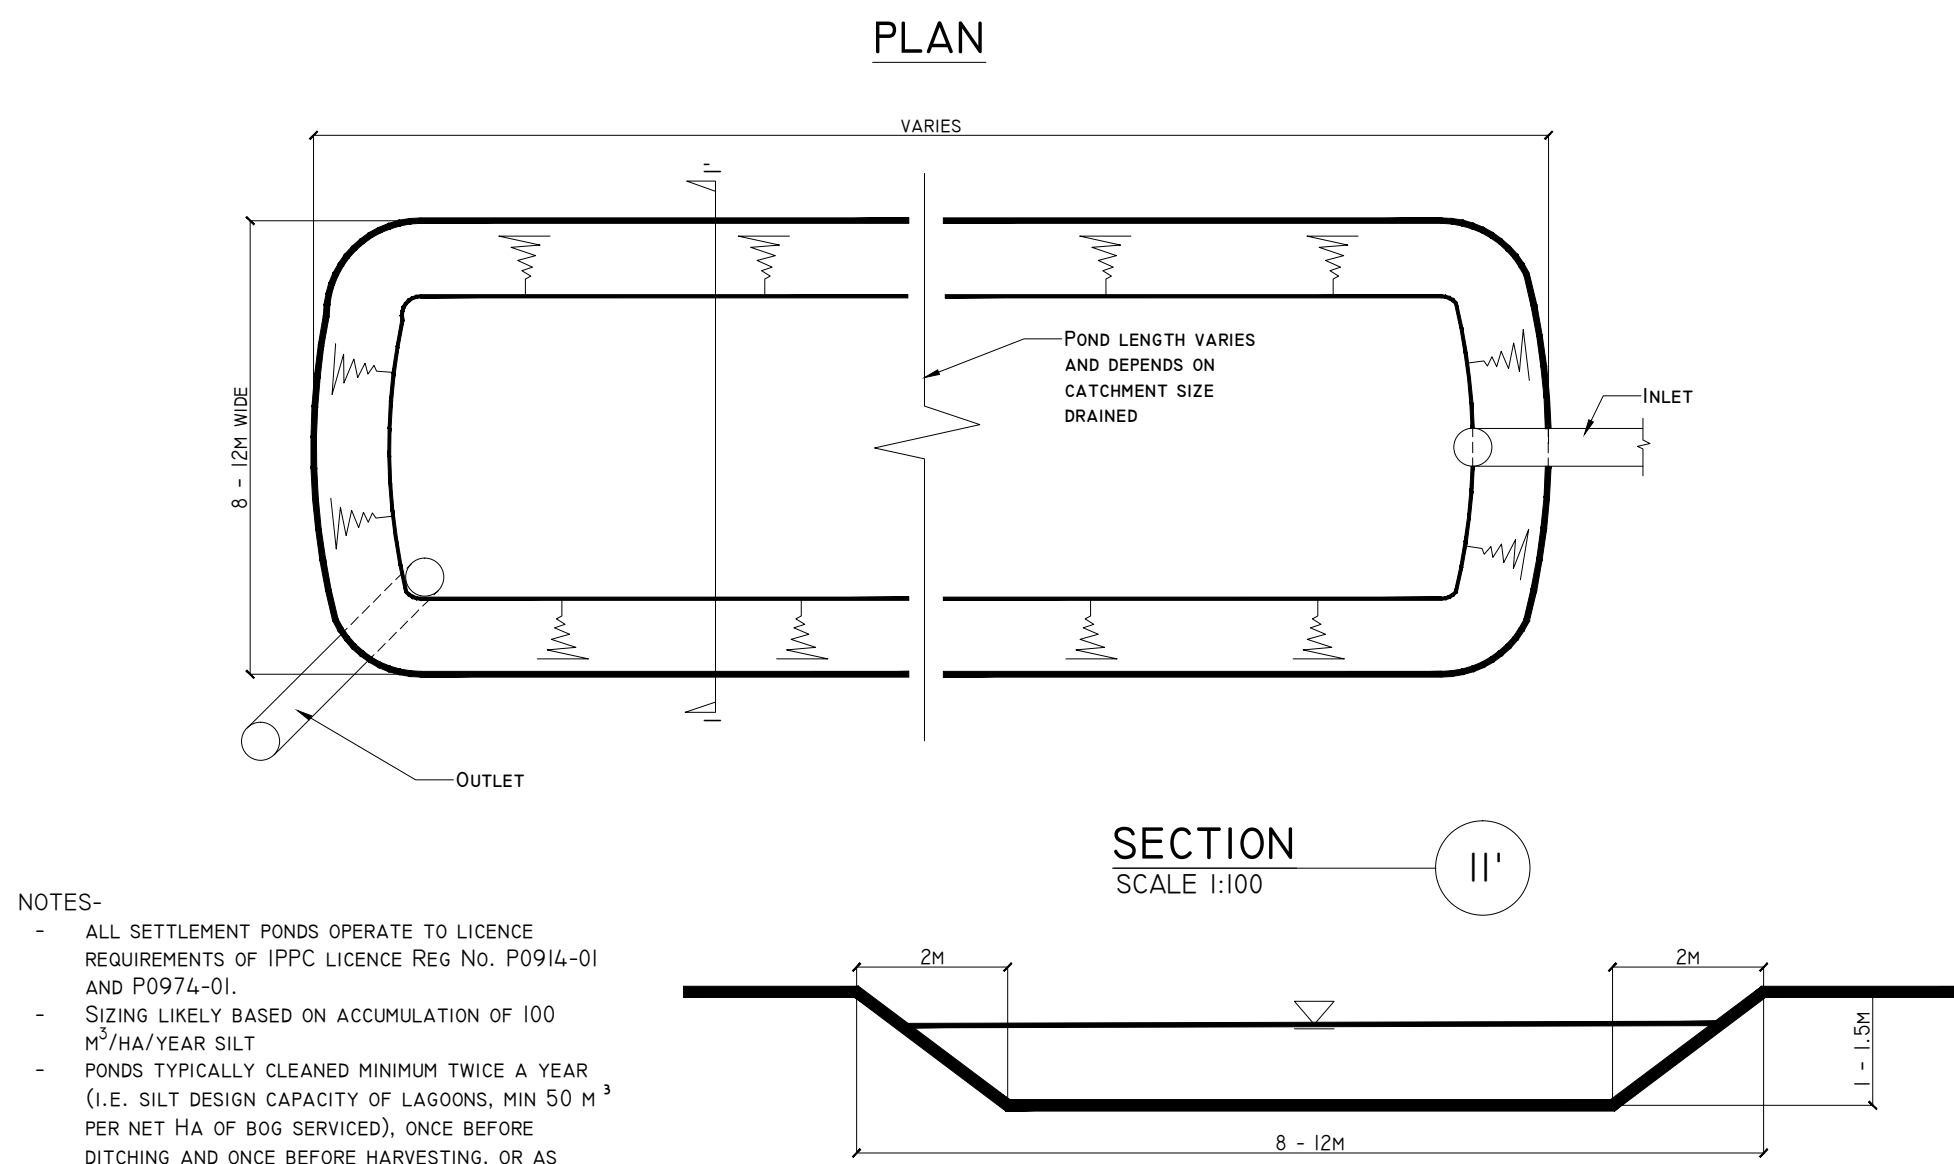 PLAN
VARIES
I'
8 - 12M WIDE
POND LENGTH VARIES
AND DEPENDS ON
CATCHMENT SIZE
DRAINED
INLET
I
OUTLET
SECTION
SCALE 1:100
II'
NOTES-
- ALL SETTLEMENT PONDS OPERATE TO LICENCE
REQUIREMENTS OF IPPC LICENCE REG NO. P0914-01
AND P0974-01.
- SIZING LIKELY BASED ON ACCUMULATION OF 100
M³/HA/YEAR SILT
- PONDS TYPICALLY CLEANED MINIMUM TWICE A YEAR
(I.E. SILT DESIGN CAPACITY OF LAGOONS, MIN 50 M³
PER NET HA OF BOG SERVICED), ONCE BEFORE
DITCHING AND ONCE BEFORE HARVESTING, OR AS
2M
2M
1 - 1.5M
8 - 12M